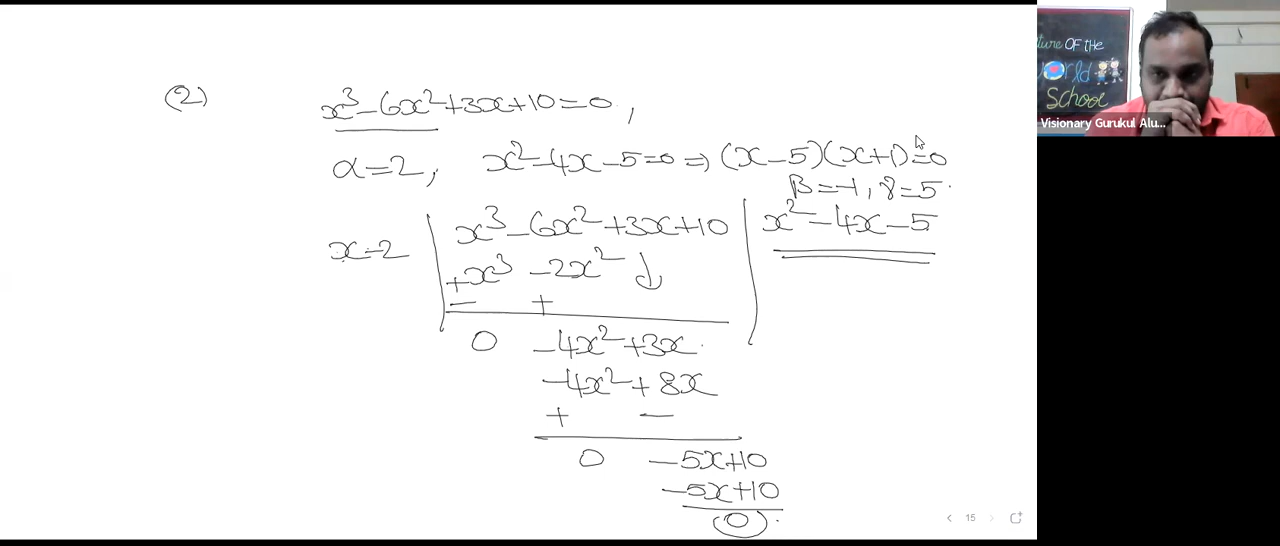 (2) x³ - 6x² + 3x + 10 = 0,
α = 2, x² - 4x - 5 = 0 ⇒ (x - 5)(x + 1) = 0
β = -1, γ = 5.
x - 2 | x³ - 6x² + 3x + 10 | x² - 4x - 5
+x³ - 2x² ↓
- +
0 -4x² + 3x.
-4x² + 8x
+ -
0 -5x + 10
-5x + 10
(0).
15
ture OF tHe
World
School
Visionary Gurukul Alu...